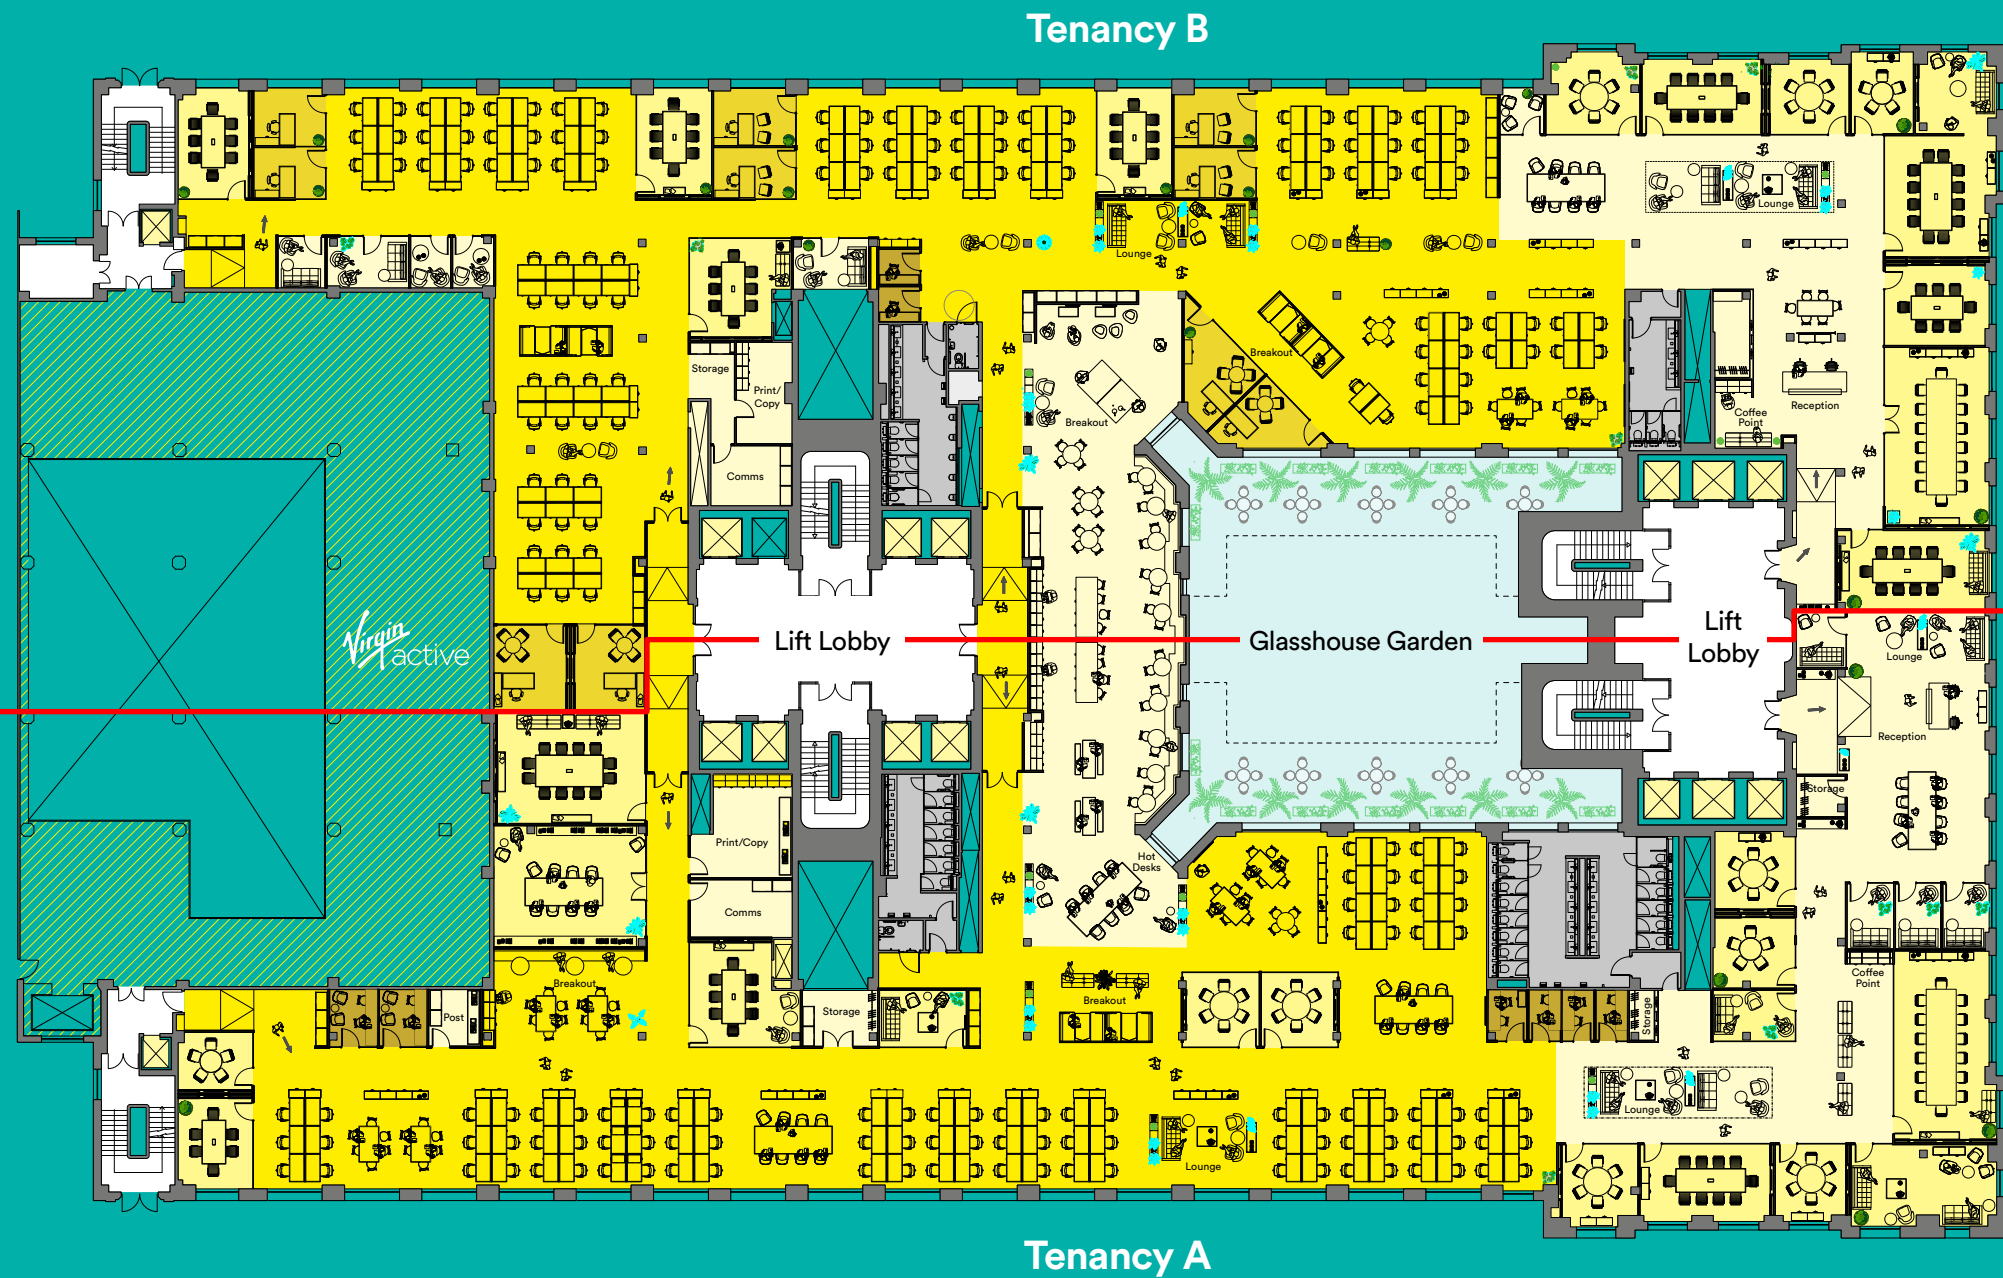 Tenancy B
Lounge
Lounge
Storage
Print/
Copy
Breakout
Breakout
Coffee
Point
Reception
Comms
Virgin
active
Lift Lobby
Glasshouse Garden
Lift
Lobby
Lounge
Reception
Storage
Print/Copy
Hot
Desks
Comms
Coffee
Point
Breakout
Breakout
Post
Storage
Storage
Lounge
Lounge
Tenancy A